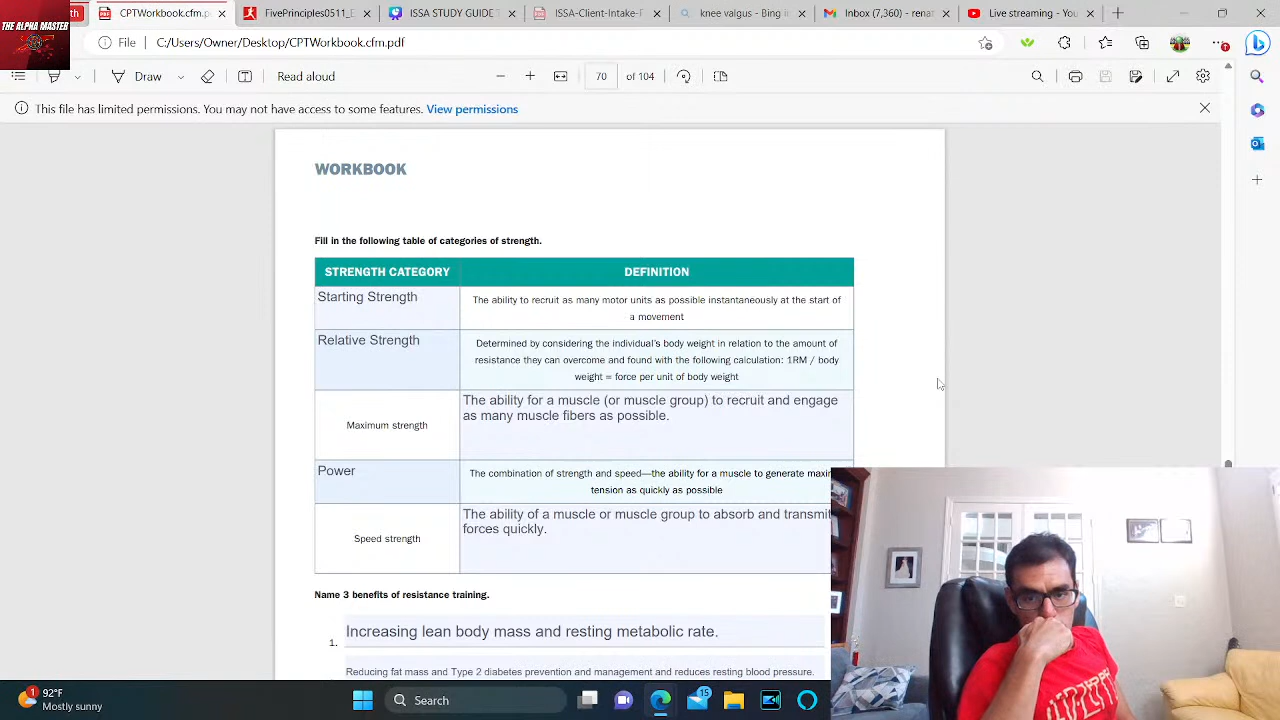 THE ALPHA MASTER
CPTWorkbook.cfm.pdf
FirePrinciple0511_E
ISSA STUDY GUIDE
ISSA-Client-Intake-F
knee valgus
Inbox (7,360) - renar
Live streaming - You
File
C:/Users/Owner/Desktop/CPTWorkbook.cfm.pdf
Draw
Read aloud
70 of 104
This file has limited permissions. You may not have access to some features. View permissions
WORKBOOK
Fill in the following table of categories of strength.
STRENGTH CATEGORY
DEFINITION
Starting Strength
The ability to recruit as many motor units as possible instantaneously at the start of
a movement
Relative Strength
Determined by considering the individual's body weight in relation to the amount of
resistance they can overcome and found with the following calculation: 1RM / body
weight = force per unit of body weight
Maximum strength
The ability for a muscle (or muscle group) to recruit and engage
as many muscle fibers as possible.
Power
The combination of strength and speed—the ability for a muscle to generate maxim
tension as quickly as possible
Speed strength
The ability of a muscle or muscle group to absorb and transmit
forces quickly.
Name 3 benefits of resistance training.
1. Increasing lean body mass and resting metabolic rate.
Reducing fat mass and Type 2 diabetes prevention and management and reduces resting blood pressure.
1
92°F
Mostly sunny
Search
15